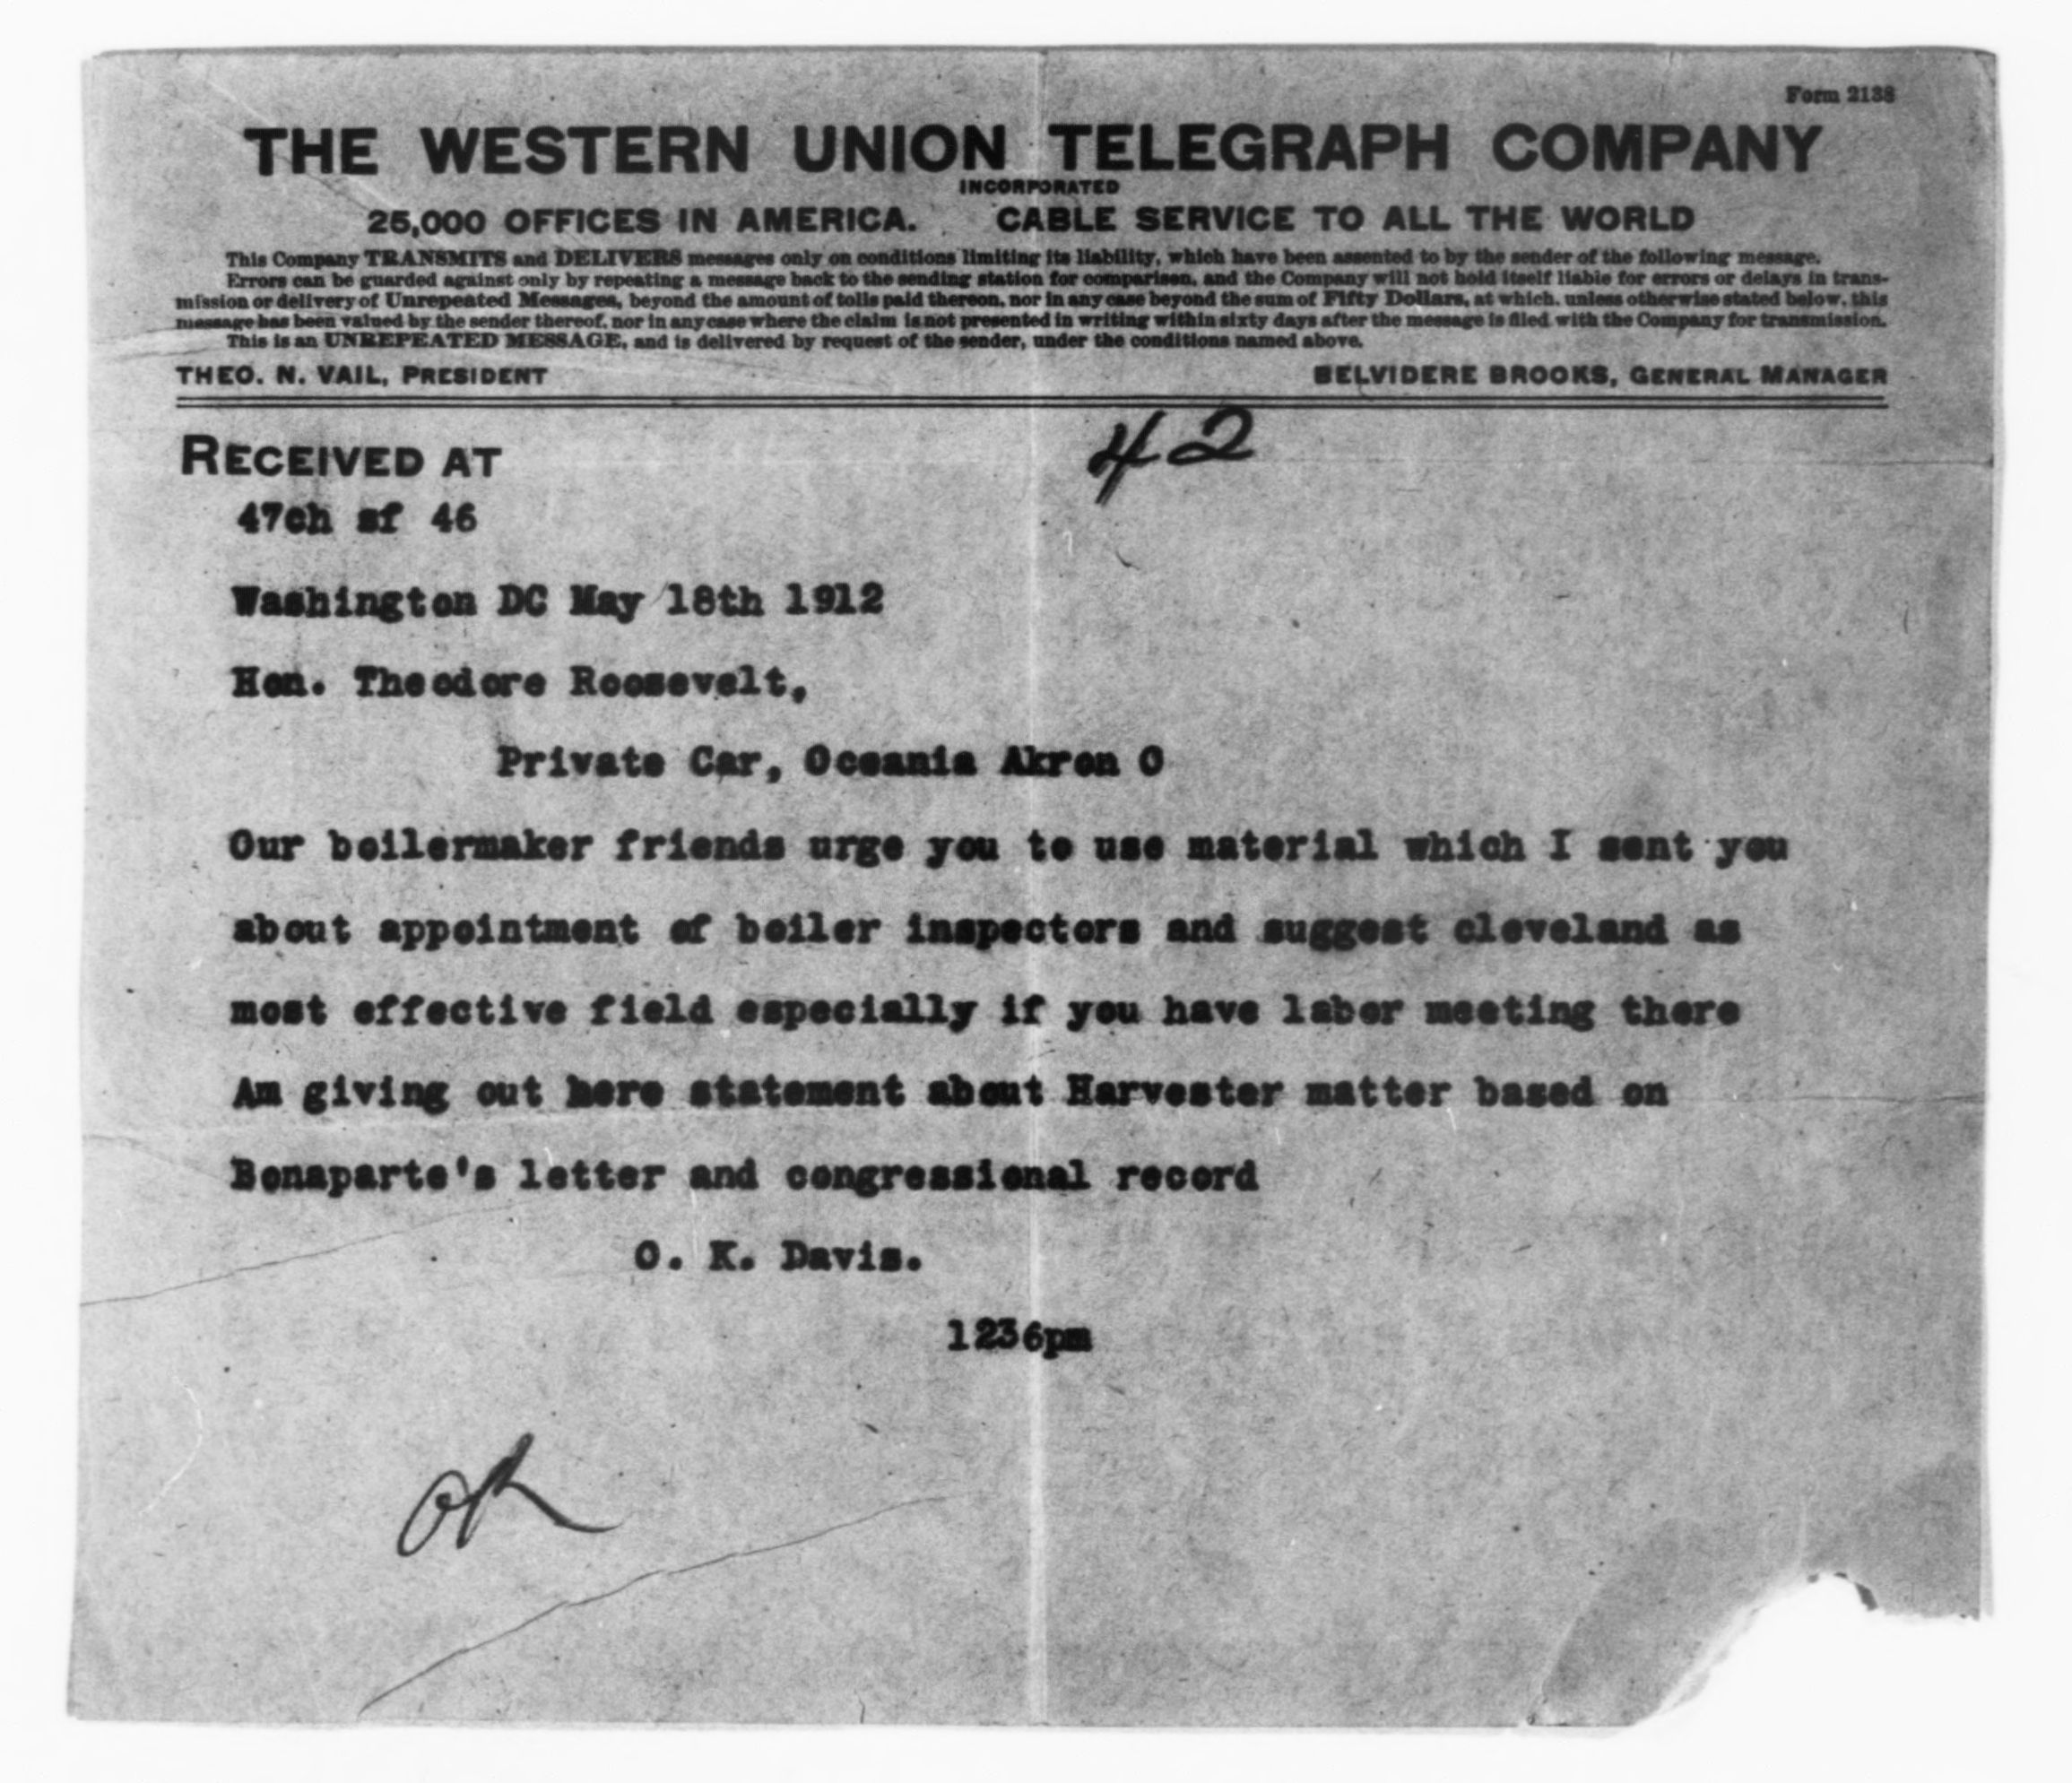 Form 2138
THE WESTERN UNION TELEGRAPH COMPANY
INCORPORATED
25,000 OFFICES IN AMERICA. CABLE SERVICE TO ALL THE WORLD
This Company TRANSMITS and DELIVERS messages only on conditions limiting its liability, which have been assented to by the sender of the following message.
Errors can be guarded against only by repeating a message back to the sending station for comparison, and the Company will not hold itself liable for errors or delays in trans-
mission or delivery of Unrepeated Messages, beyond the amount of tolls paid thereon, nor in any case beyond the sum of Fifty Dollars, at which, unless otherwise stated below, this
message has been valued by the sender thereof, nor in any case where the claim is not presented in writing within sixty days after the message is filed with the Company for transmission.
This is an UNREPEATED MESSAGE, and is delivered by request of the sender, under the conditions named above.
THEO. N. VAIL, PRESIDENT BELVIDERE BROOKS, GENERAL MANAGER
RECEIVED AT 42
47ch sf 46
Washington DC May 18th 1912
Hon. Theodore Roosevelt,
Private Car, Oceania Akron O
Our boilermaker friends urge you to use material which I sent you
about appointment of boiler inspectors and suggest cleveland as
most effective field especially if you have labor meeting there
Am giving out here statement about Harvester matter based on
Bonaparte's letter and congressional record
O. K. Davis.
1236pm
OK